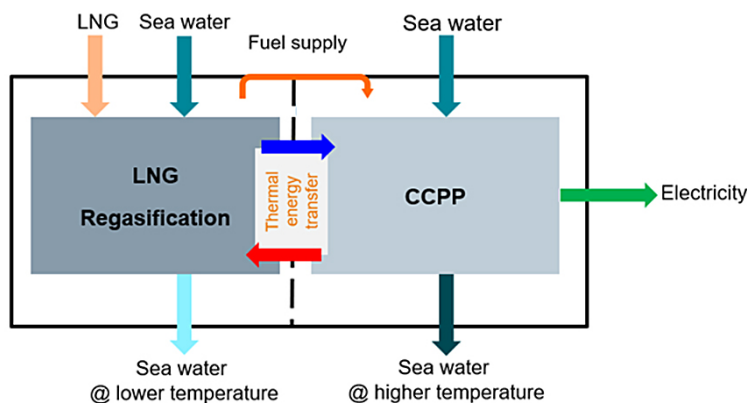 LNG
Sea water
Fuel supply
Sea water
LNG
Regasification
Thermal
energy
transfer
CCPP
Electricity
Sea water
@ lower temperature
Sea water
@ higher temperature